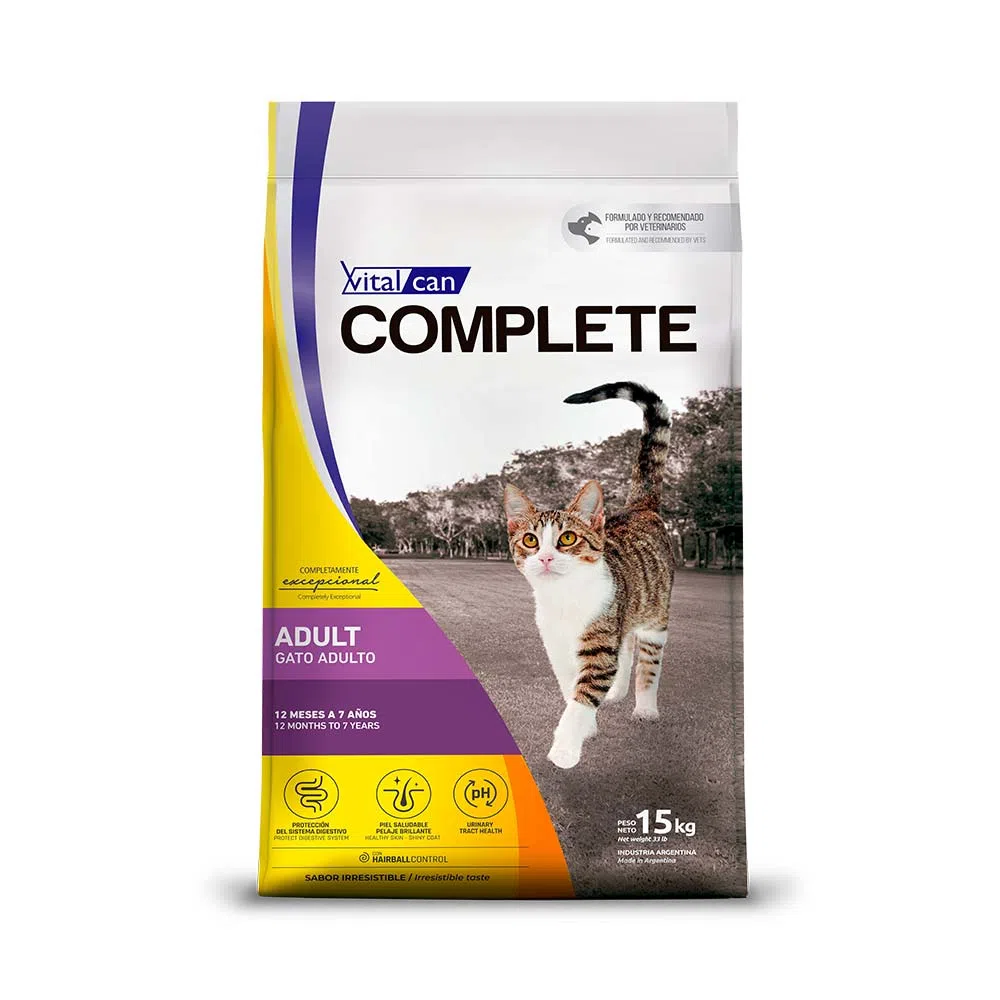 FORMULADO Y RECOMENDADO
POR VETERINARIOS
FORMULATED AND RECOMMENDED BY VETS
vital can
COMPLETE
COMPLETAMENTE
excepcional
Completely Exceptional
ADULT
GATO ADULTO
12 MESES A 7 AÑOS
12 MONTHS TO 7 YEARS
PROTECCIÓN
DEL SISTEMA DIGESTIVO
PROTECT DIGESTIVE SYSTEM
PIEL SALUDABLE
PELAJE BRILLANTE
HEALTHY SKIN - SHINY COAT
pH
URINARY
TRACT HEALTH
CON
HAIRBALLCONTROL
SABOR IRRESISTIBLE / Irresistible taste
PESO
NETO 15kg
Net weight 33 lb
INDUSTRIA ARGENTINA
Made in Argentina